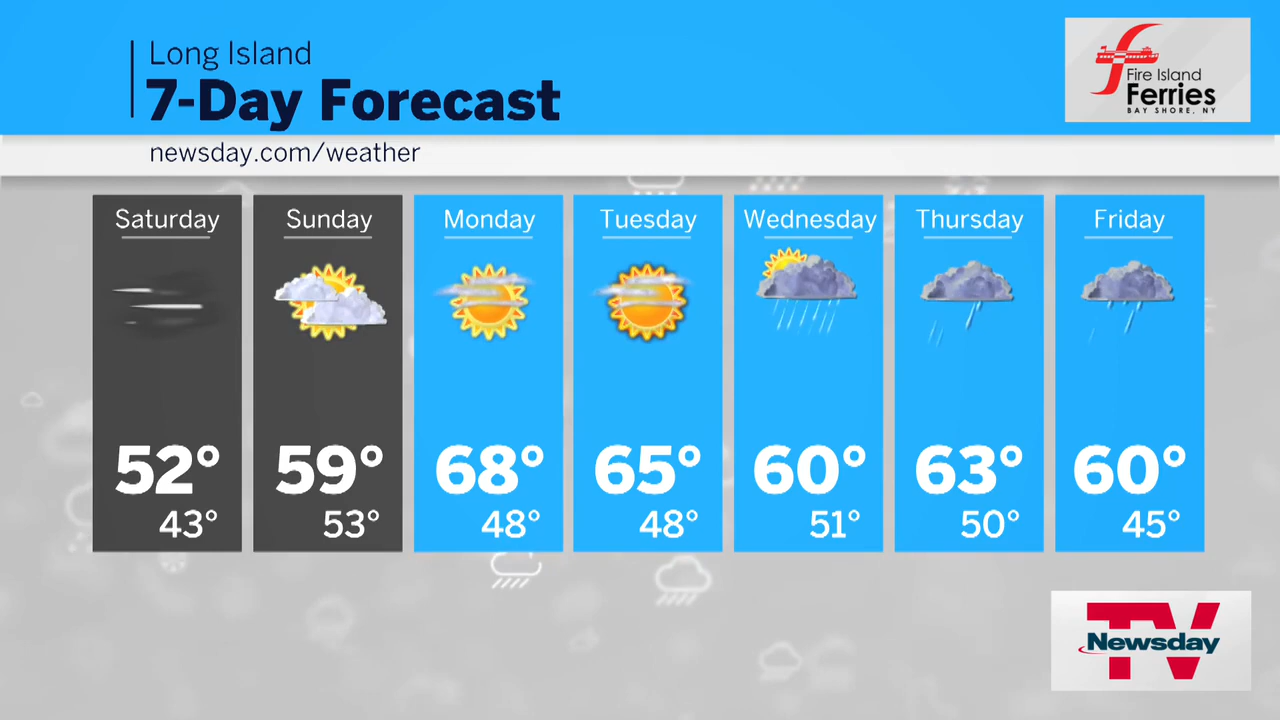 Long Island
7-Day Forecast
newsday.com/weather
Fire Island
Ferries
BAY SHORE, NY
Saturday
52°
43°
Sunday
59°
53°
Monday
68°
48°
Tuesday
65°
48°
Wednesday
60°
51°
Thursday
63°
50°
Friday
60°
45°
TV
Newsday